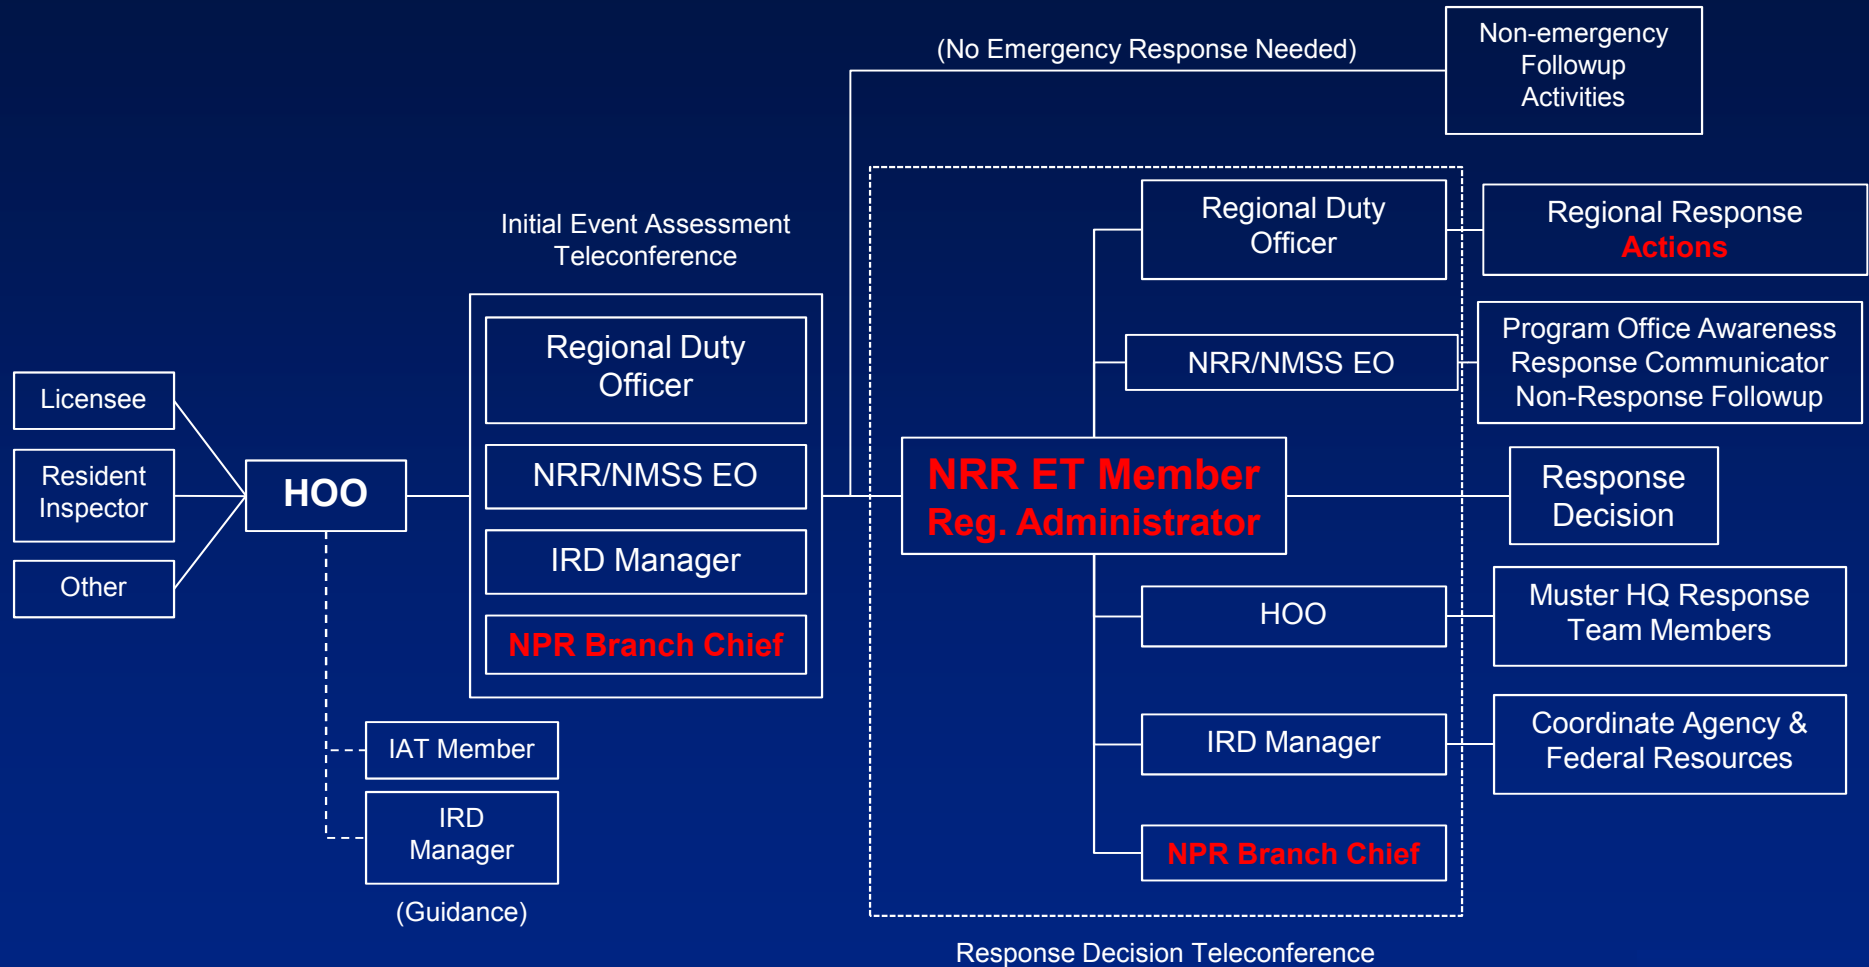 (No Emergency Response Needed)
Non-emergency
Followup
Activities
Initial Event Assessment
Teleconference
Regional Duty
Officer
NRR/NMSS EO
IRD Manager
NPR Branch Chief
Licensee
Resident
Inspector
Other
HOO
IAT Member
IRD
Manager
(Guidance)
Regional Duty
Officer
Regional Response
Actions
NRR/NMSS EO
Program Office Awareness
Response Communicator
Non-Response Followup
NRR ET Member
Reg. Administrator
Response
Decision
HOO
Muster HQ Response
Team Members
IRD Manager
Coordinate Agency &
Federal Resources
NPR Branch Chief
Response Decision Teleconference